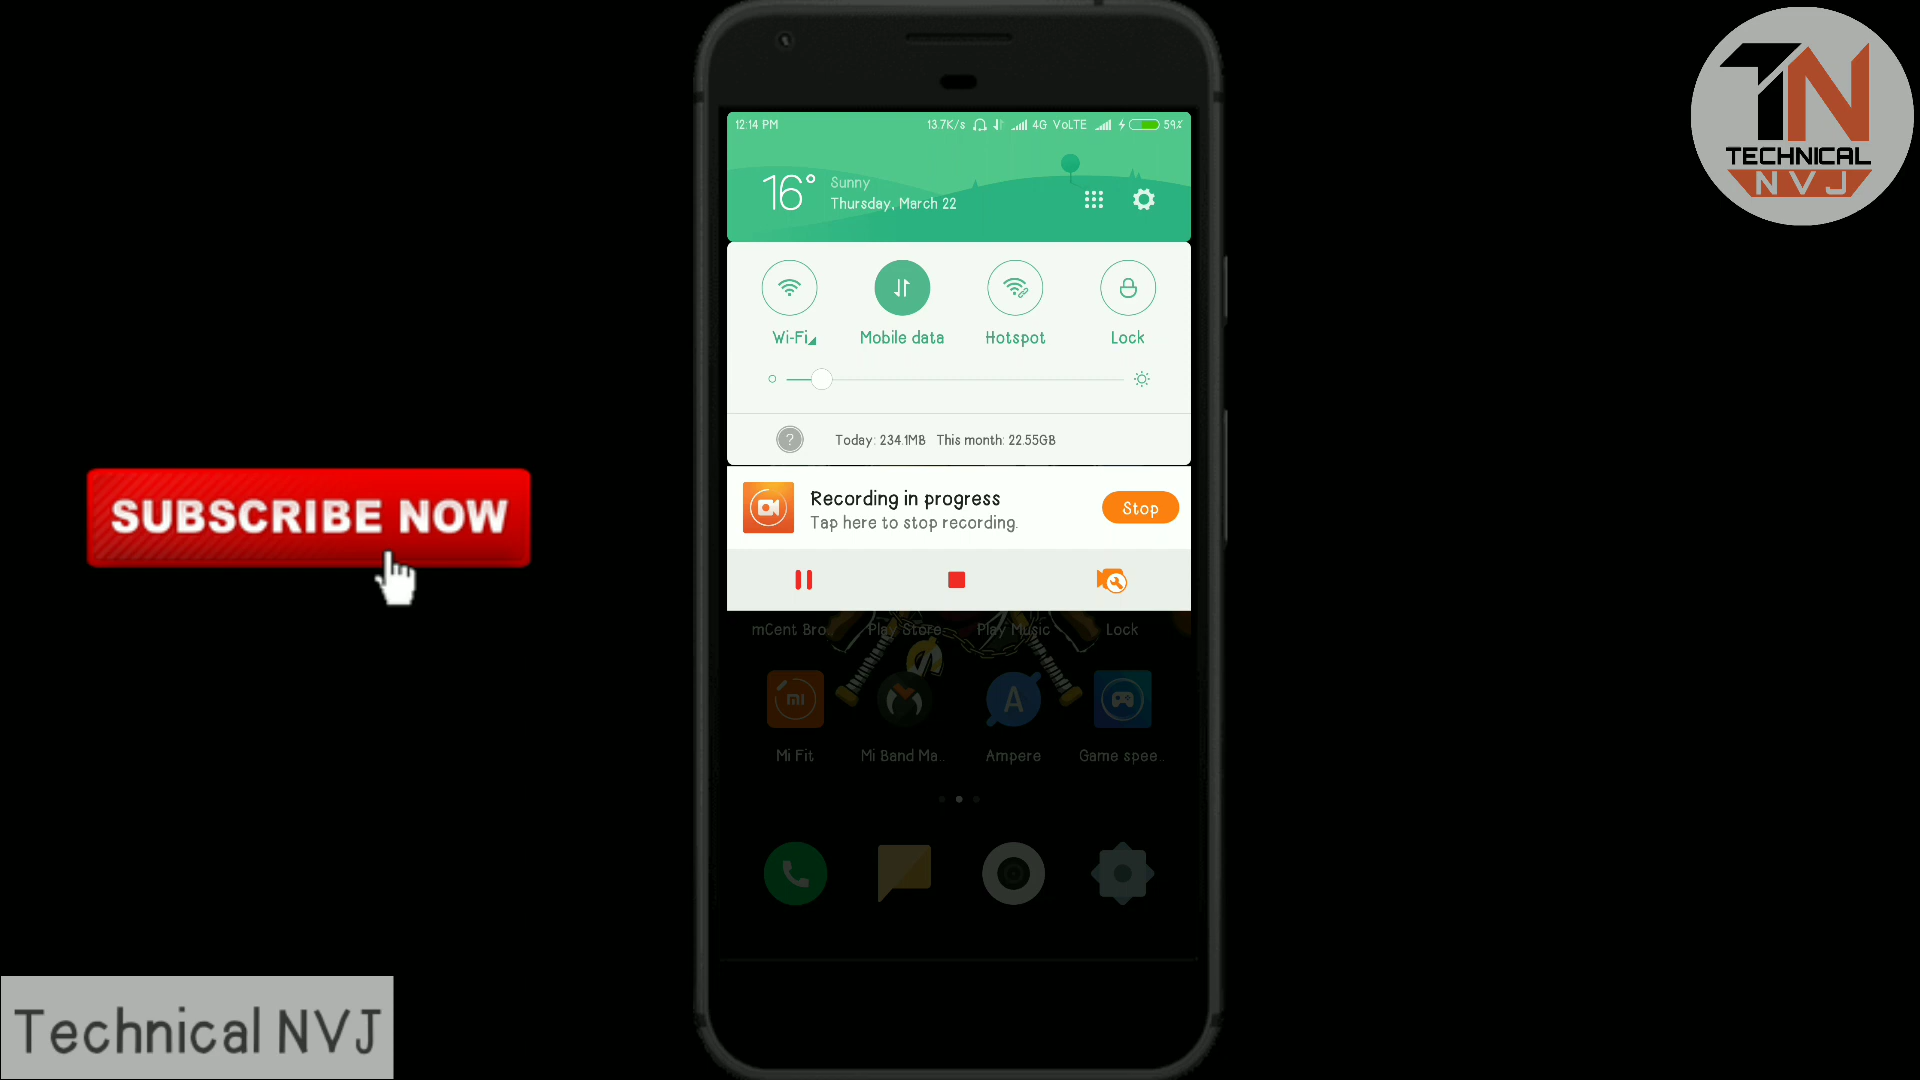 12:14 PM 13.7K/s 4G VoLTE 59%
16° Sunny
Thursday, March 22
Wi-Fi Mobile data Hotspot Lock
? Today: 234.1MB This month: 22.55GB
Recording in progress
Tap here to stop recording.
Stop
mCent Bro.. Play Store Play Music Lock
mi A
Mi Fit Mi Band Ma.. Ampere Game spee..
SUBSCRIBE NOW
TN
TECHNICAL
NVJ
Technical NVJ